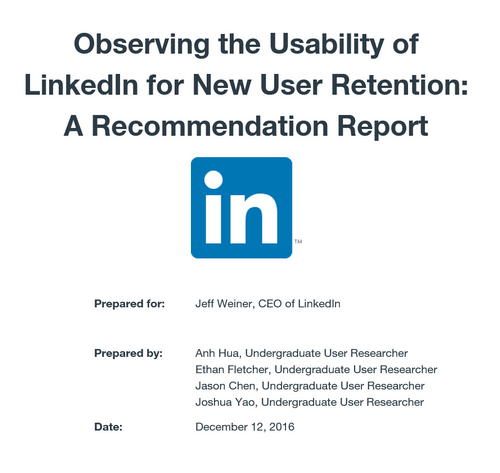 Observing the Usability of
LinkedIn for New User Retention:
A Recommendation Report
in
TM
Prepared for: Jeff Weiner, CEO of LinkedIn
Prepared by: Anh Hua, Undergraduate User Researcher
Ethan Fletcher, Undergraduate User Researcher
Jason Chen, Undergraduate User Researcher
Joshua Yao, Undergraduate User Researcher
Date: December 12, 2016